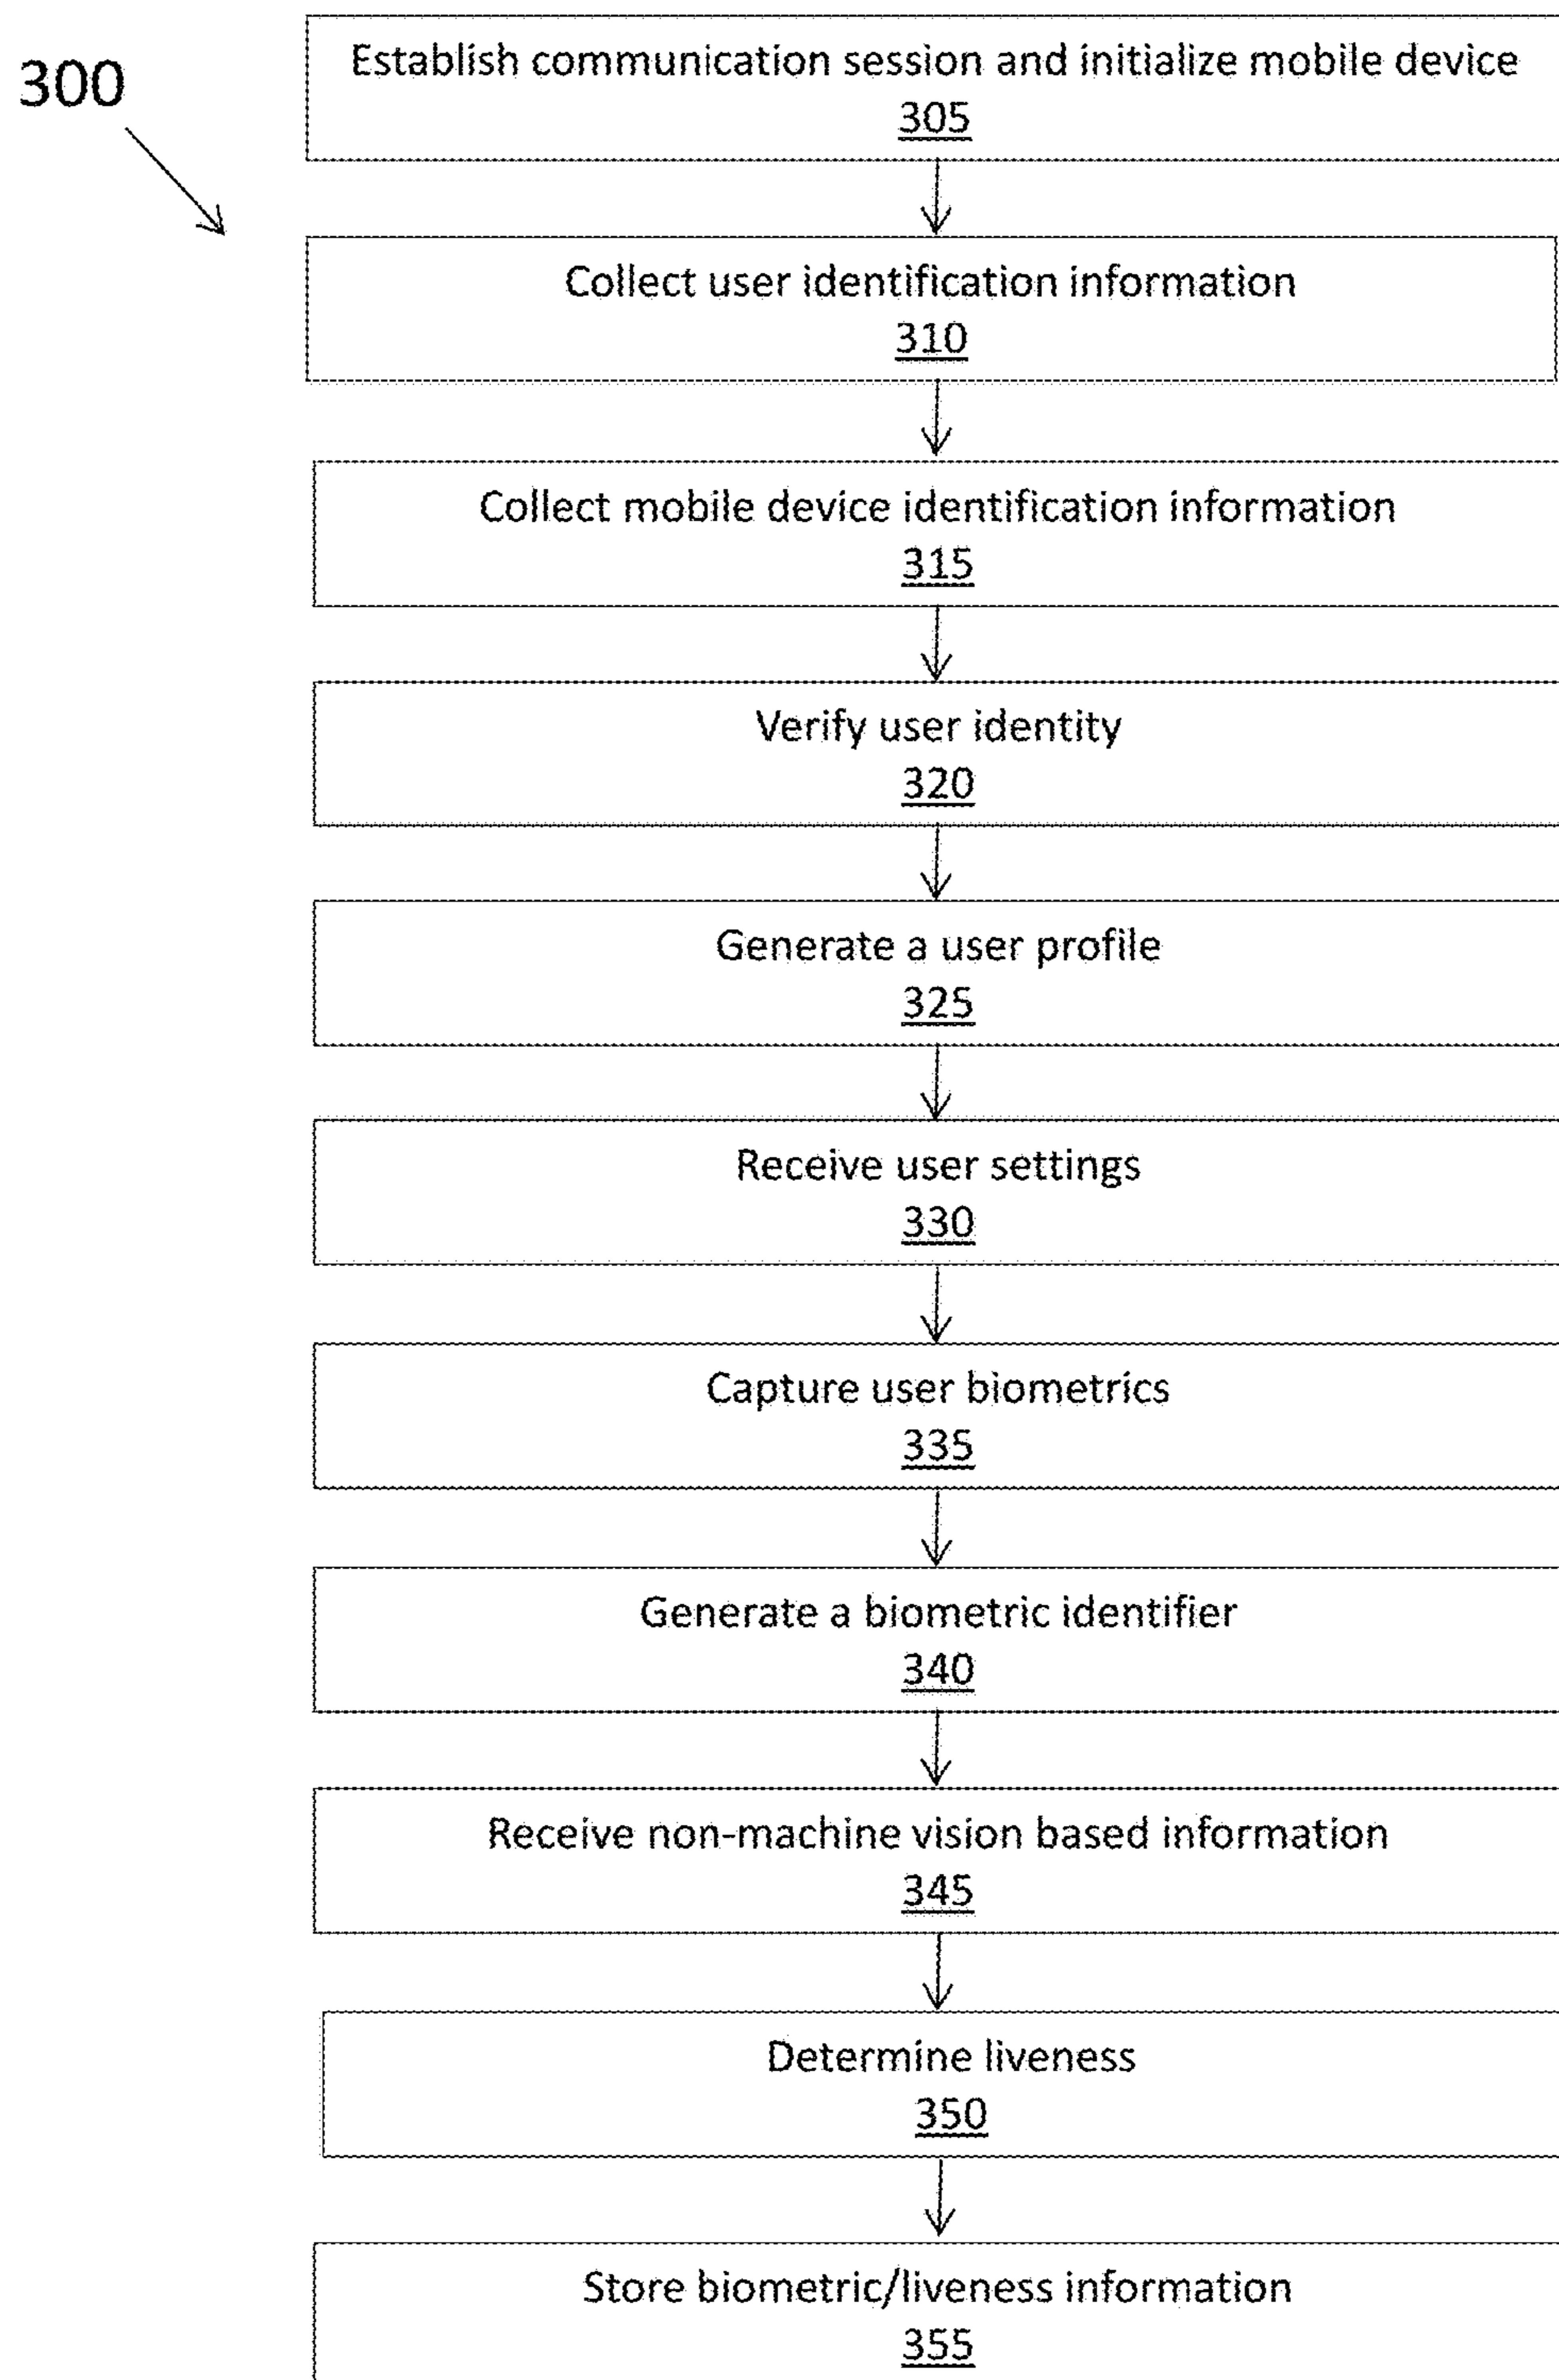 300
Establish communication session and initialize mobile device
305
Collect user identification information
310
Collect mobile device identification information
315
Verify user identity
320
Generate a user profile
325
Receive user settings
330
Capture user biometrics
335
Generate a biometric identifier
340
Receive non-machine vision based information
345
Determine liveness
350
Store biometric/liveness information
355